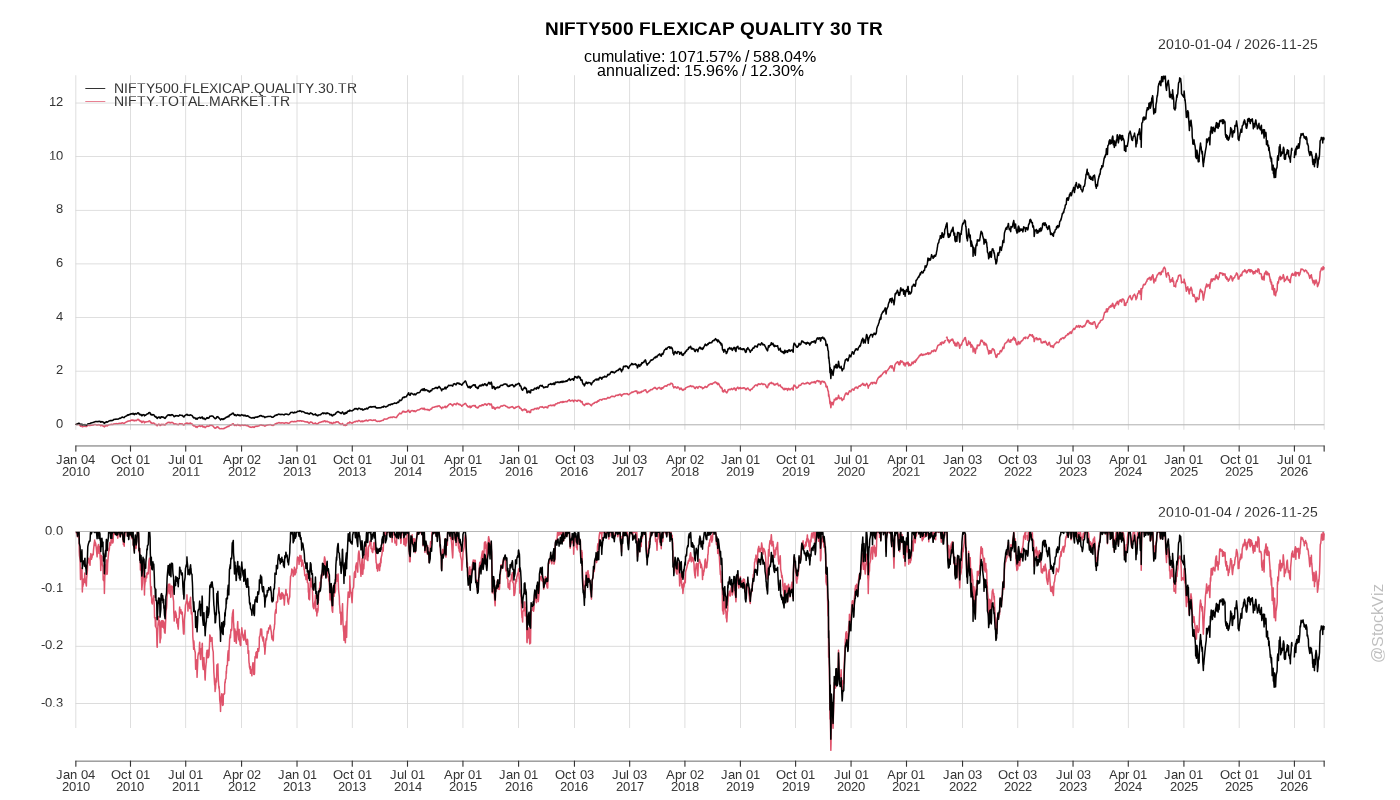 NIFTY500 FLEXICAP QUALITY 30 TR
2010-01-04 / 2026-11-25
cumulative: 1071.57% / 588.04%
annualized: 15.96% / 12.30%
NIFTY500.FLEXICAP.QUALITY.30.TR
NIFTY.TOTAL.MARKET.TR
12
10
8
6
4
2
0
Jan 04 Oct 01 Jul 01 Apr 02 Jan 01 Oct 01 Jul 01 Apr 01 Jan 01 Oct 03 Jul 03 Apr 02 Jan 01 Oct 01 Jul 01 Apr 01 Jan 03 Oct 03 Jul 03 Apr 01 Jan 01 Oct 01 Jul 01
2010 2010 2011 2012 2013 2013 2014 2015 2016 2016 2017 2018 2019 2019 2020 2021 2022 2022 2023 2024 2025 2025 2026
2010-01-04 / 2026-11-25
0.0
-0.1
-0.2
-0.3
Jan 04 Oct 01 Jul 01 Apr 02 Jan 01 Oct 01 Jul 01 Apr 01 Jan 01 Oct 03 Jul 03 Apr 02 Jan 01 Oct 01 Jul 01 Apr 01 Jan 03 Oct 03 Jul 03 Apr 01 Jan 01 Oct 01 Jul 01
2010 2010 2011 2012 2013 2013 2014 2015 2016 2016 2017 2018 2019 2019 2020 2021 2022 2022 2023 2024 2025 2025 2026
@StockViz